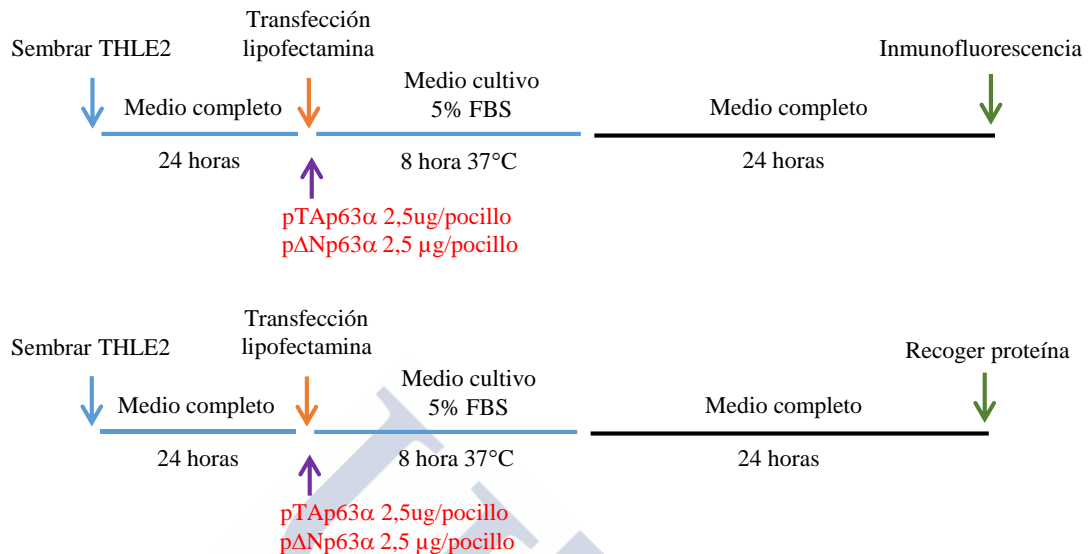 Transfección
lipofectamina
Sembrar THLE2
Inmunofluorescencia
Medio cultivo
5% FBS
Medio completo
Medio completo
24 horas
8 hora 37°C
24 horas
pTAp63α 2,5ug/pocillo
pΔNp63α 2,5 µg/pocillo
Transfección
lipofectamina
Sembrar THLE2
Recoger proteína
Medio cultivo
5% FBS
Medio completo
Medio completo
24 horas
8 hora 37°C
24 horas
pTAp63α 2,5ug/pocillo
pΔNp63α 2,5 µg/pocillo